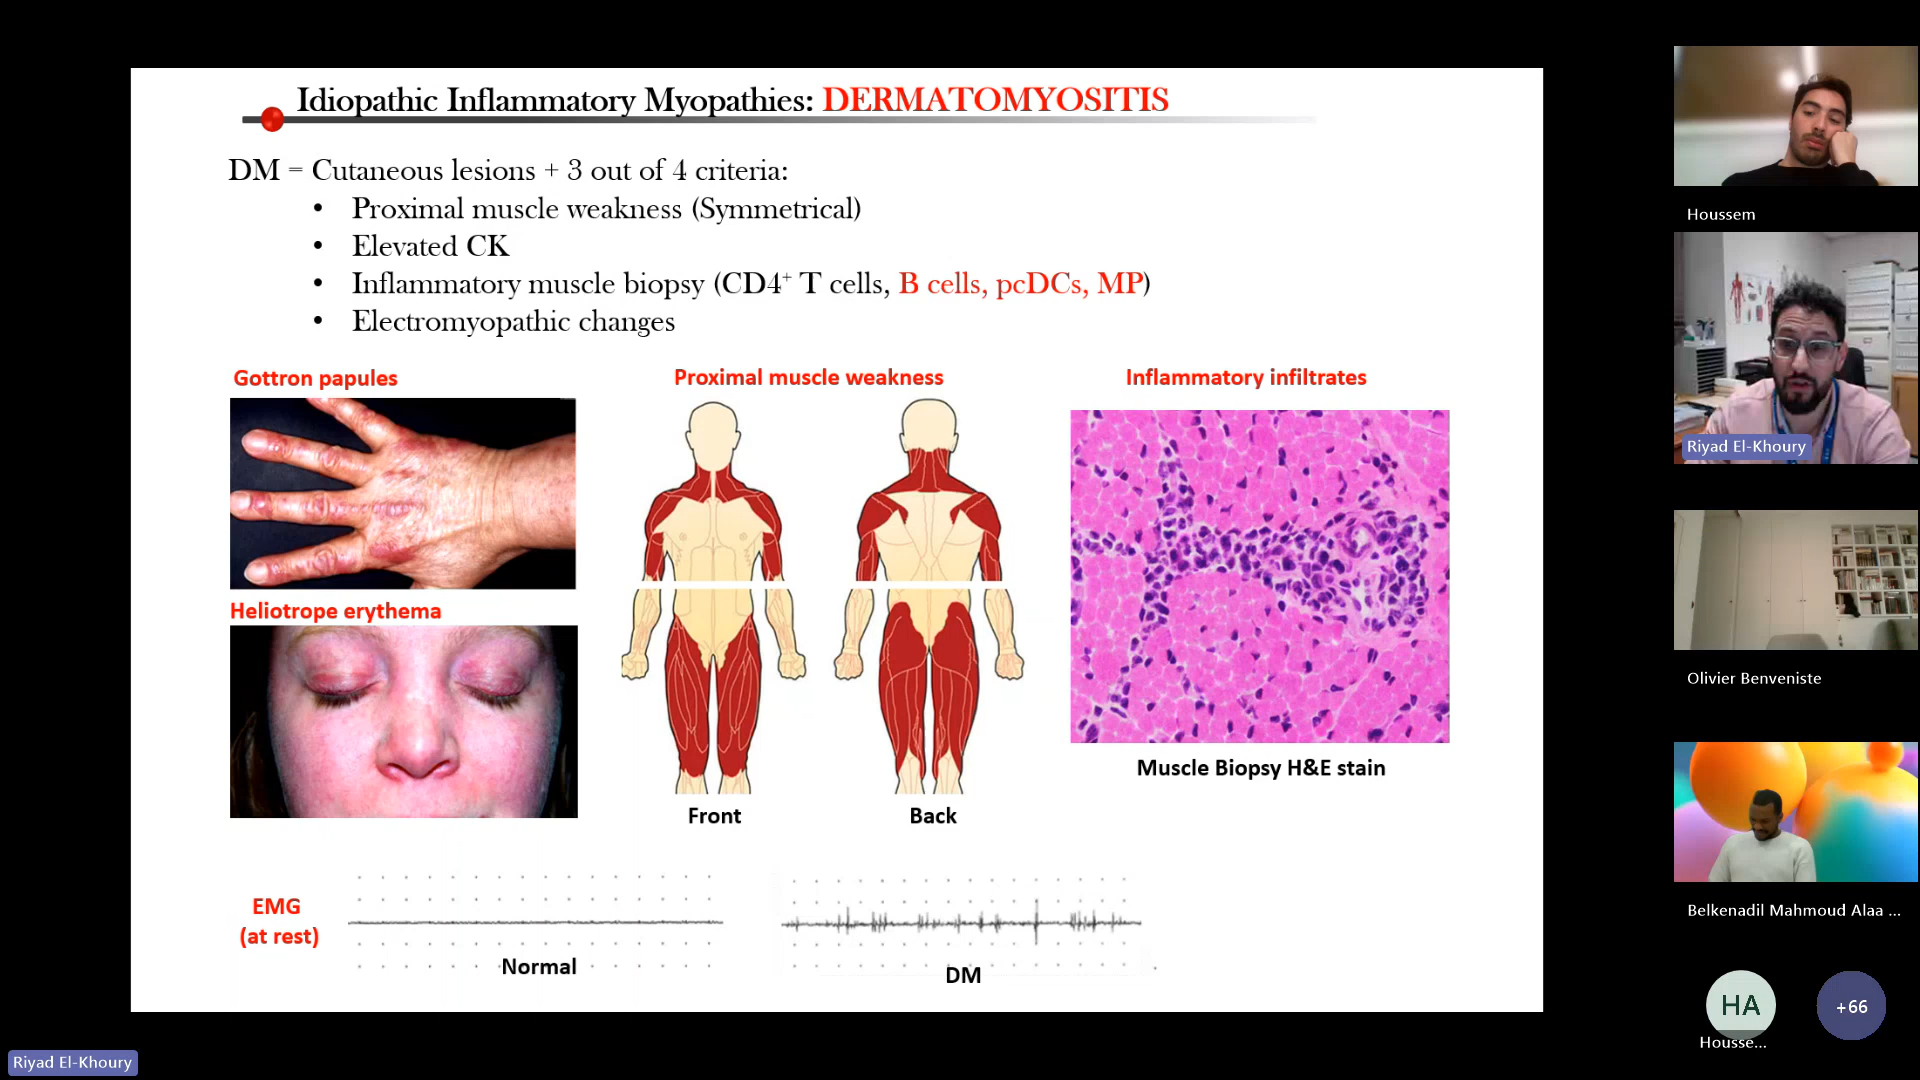 Idiopathic Inflammatory Myopathies: DERMATOMYOSITIS
DM = Cutaneous lesions + 3 out of 4 criteria:
• Proximal muscle weakness (Symmetrical)
• Elevated CK
• Inflammatory muscle biopsy (CD4⁺ T cells, B cells, pcDCs, MP)
• Electromyopathic changes
Gottron papules
Proximal muscle weakness
Inflammatory infiltrates
Heliotrope erythema
Muscle Biopsy H&E stain
Front
Back
EMG
(at rest)
Normal
DM
Houssem
Riyad El-Khoury
Olivier Benveniste
Belkenadil Mahmoud Alaa ...
HA
+66
Housse...
Riyad El-Khoury